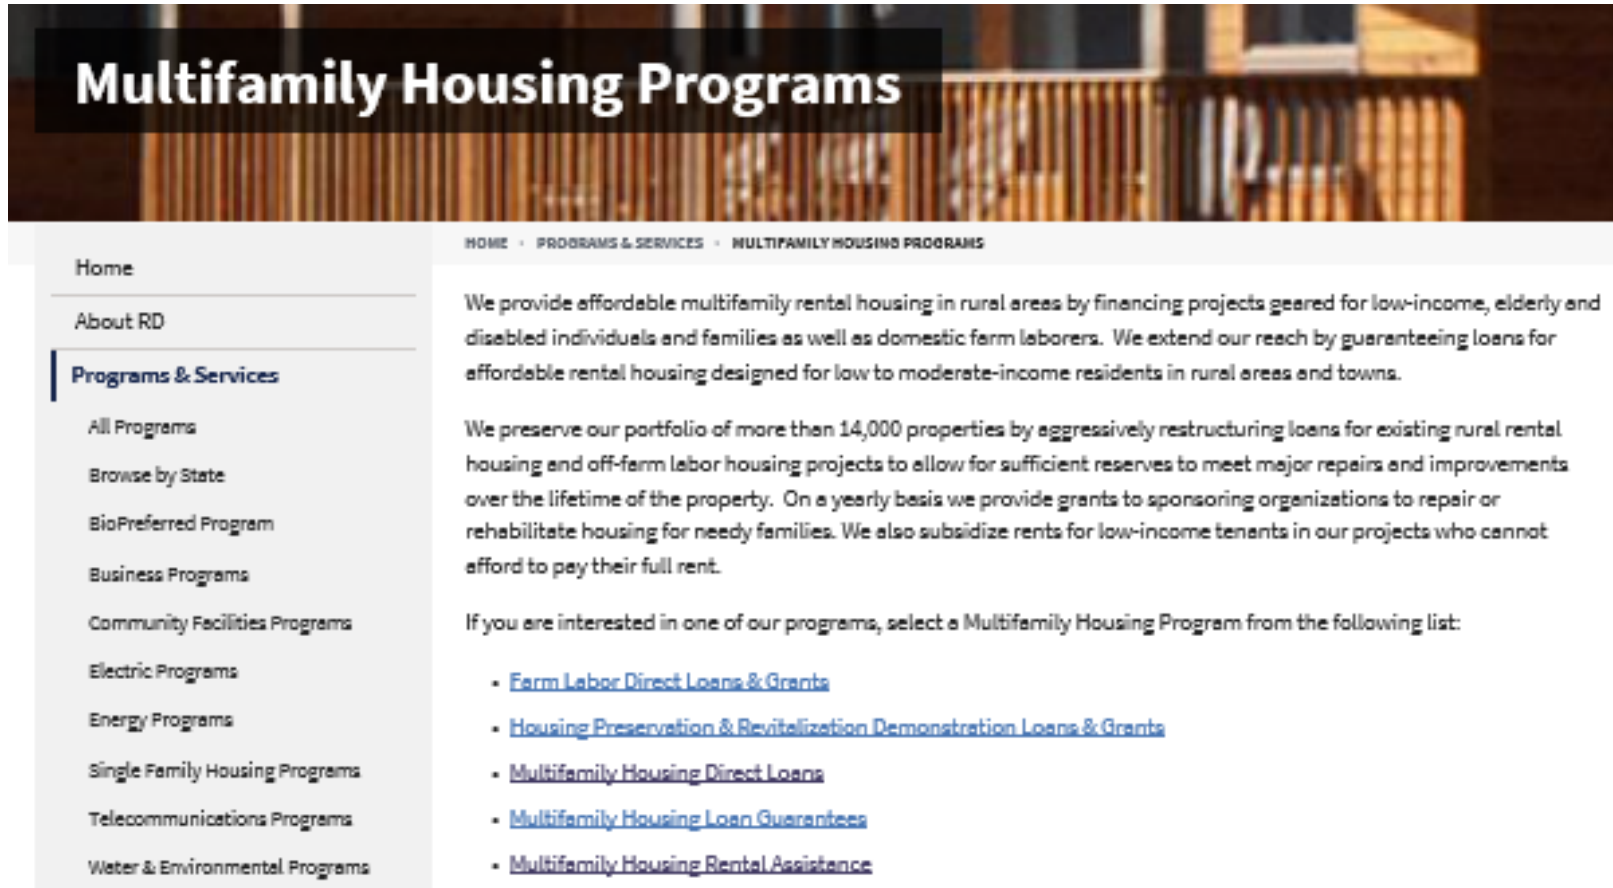 Multifamily Housing Programs
HOME
PROGRAMS & SERVICES
MULTIFAMILY HOUSING PROGRAMS
Home
About RD
Programs & Services
All Programs
Browse by State
BioPreferred Program
Business Programs
Community Facilities Programs
Electric Programs
Energy Programs
Single Family Housing Programs
Telecommunications Programs
Water & Environmental Programs
We provide affordable multifamily rental housing in rural areas by financing projects geared for low-income, elderly and
disabled individuals and families as well as domestic farm laborers. We extend our reach by guaranteeing loans for
affordable rental housing designed for low to moderate-income residents in rural areas and towns.
We preserve our portfolio of more than 14,000 properties by aggressively restructuring loans for existing rural rental
housing and off-farm labor housing projects to allow for sufficient reserves to meet major repairs and improvements
over the lifetime of the property. On a yearly basis we provide grants to sponsoring organizations to repair or
rehabilitate housing for needy families. We also subsidize rents for low-income tenants in our projects who cannot
afford to pay their full rent.
If you are interested in one of our programs, select a Multifamily Housing Program from the following list:
Farm Labor Direct Loans & Grants
Housing Preservation & Revitalization Demonstration Loans & Grants
Multifamily Housing Direct Loans
Multifamily Housing Loan Guarantees
Multifamily Housing Rental Assistance